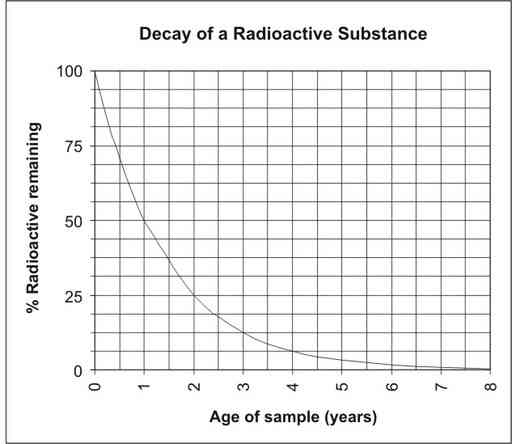 Decay of a Radioactive Substance
% Radioactive remaining
100
75
50
25
0
0 1 2 3 4 5 6 7 8
Age of sample (years)